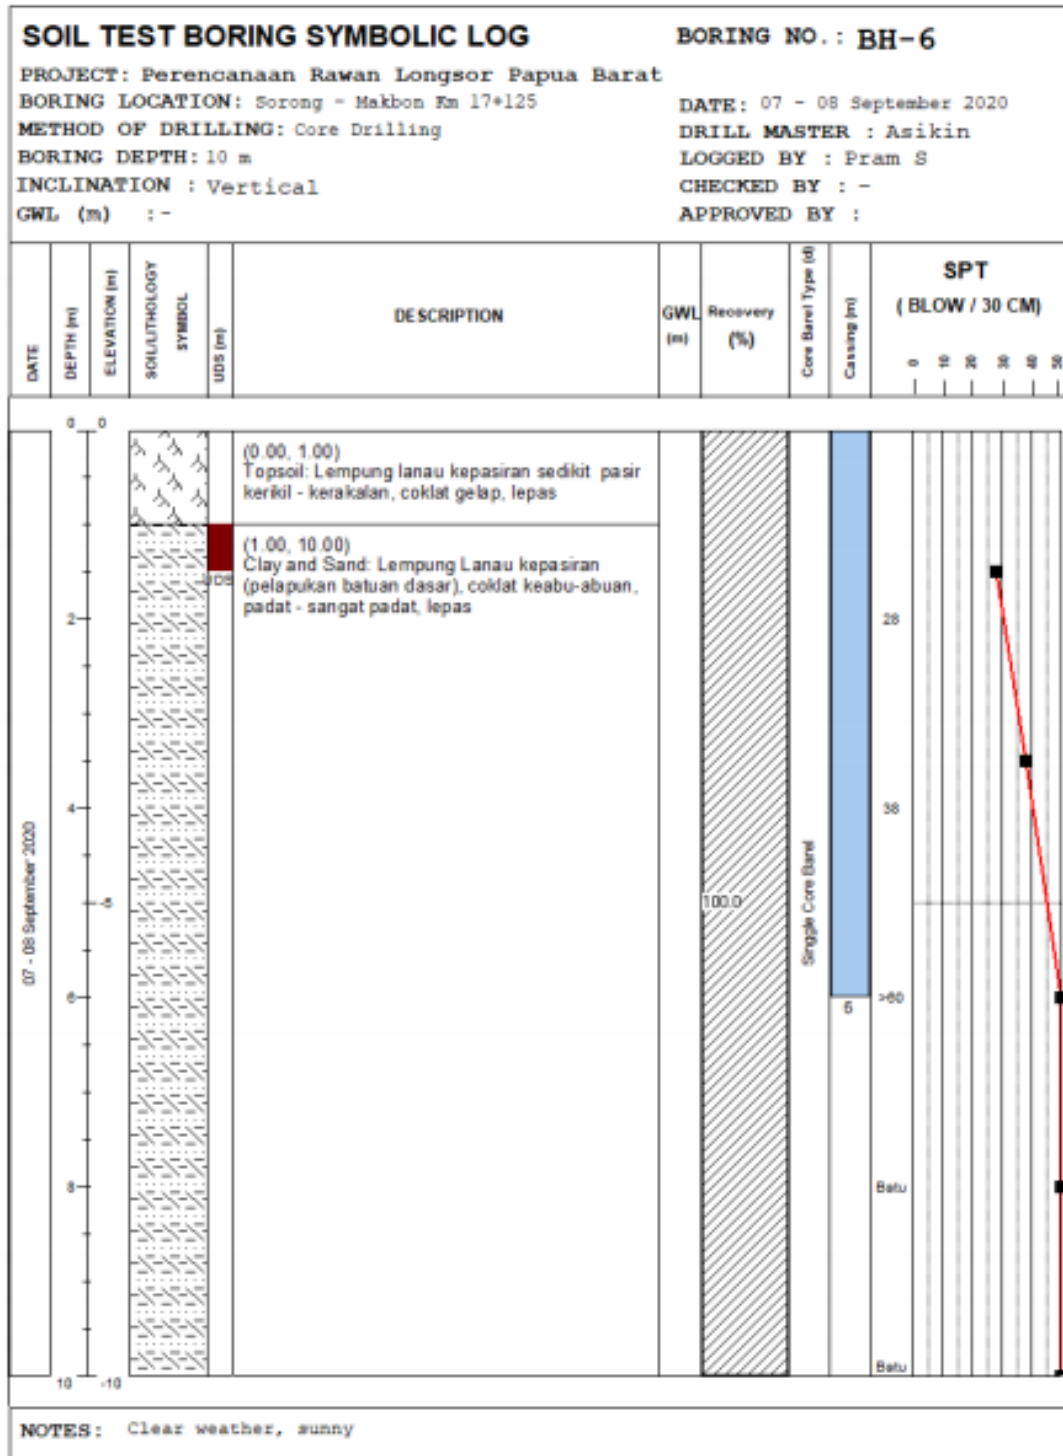 SOIL TEST BORING SYMBOLIC LOG
BORING NO.: BH-6
PROJECT: Perencanaan Rawan Longsor Papua Barat
BORING LOCATION: Sorong - Makbon Km 17+125
DATE: 07 - 08 September 2020
METHOD OF DRILLING: Core Drilling
DRILL MASTER : Asikin
BORING DEPTH: 10 m
LOGGED BY : Pram S
INCLINATION : Vertical
CHECKED BY : -
GWL (m) :-
APPROVED BY :
DATE
DEPTH (m)
ELEVATION (m)
SOIL/LITHOLOGY
SYMBOL
UDS (m)
DESCRIPTION
GWL
(m)
Recovery
(%)
Core Barel Type (d)
Cassing (m)
SPT
( BLOW / 30 CM)
0 10 20 30 40 50
0 0
(0.00, 1.00)
Topsoil: Lempung lanau kepasiran sedikit pasir
kerikil - kerakalan, coklat gelap, lepas
(1.00, 10.00)
Clay and Sand: Lempung Lanau kepasiran
(pelapukan batuan dasar), coklat keabu-abuan,
padat - sangat padat, lepas
UDS
2
28
4
38
07 - 08 September 2020
-5
100.0
Singgle Core Barel
6
6
>60
8
Batu
Batu
10 -10
NOTES: Clear weather, sunny